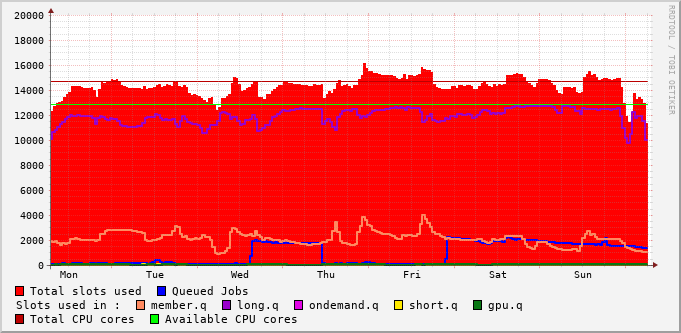 20000
18000
16000
14000
12000
10000
8000
6000
4000
2000
0
Mon Tue Wed Thu Fri Sat Sun
RRDTOOL / TOBI OETIKER
Total slots used Queued Jobs
Slots used in : member.q long.q ondemand.q short.q gpu.q
Total CPU cores Available CPU cores